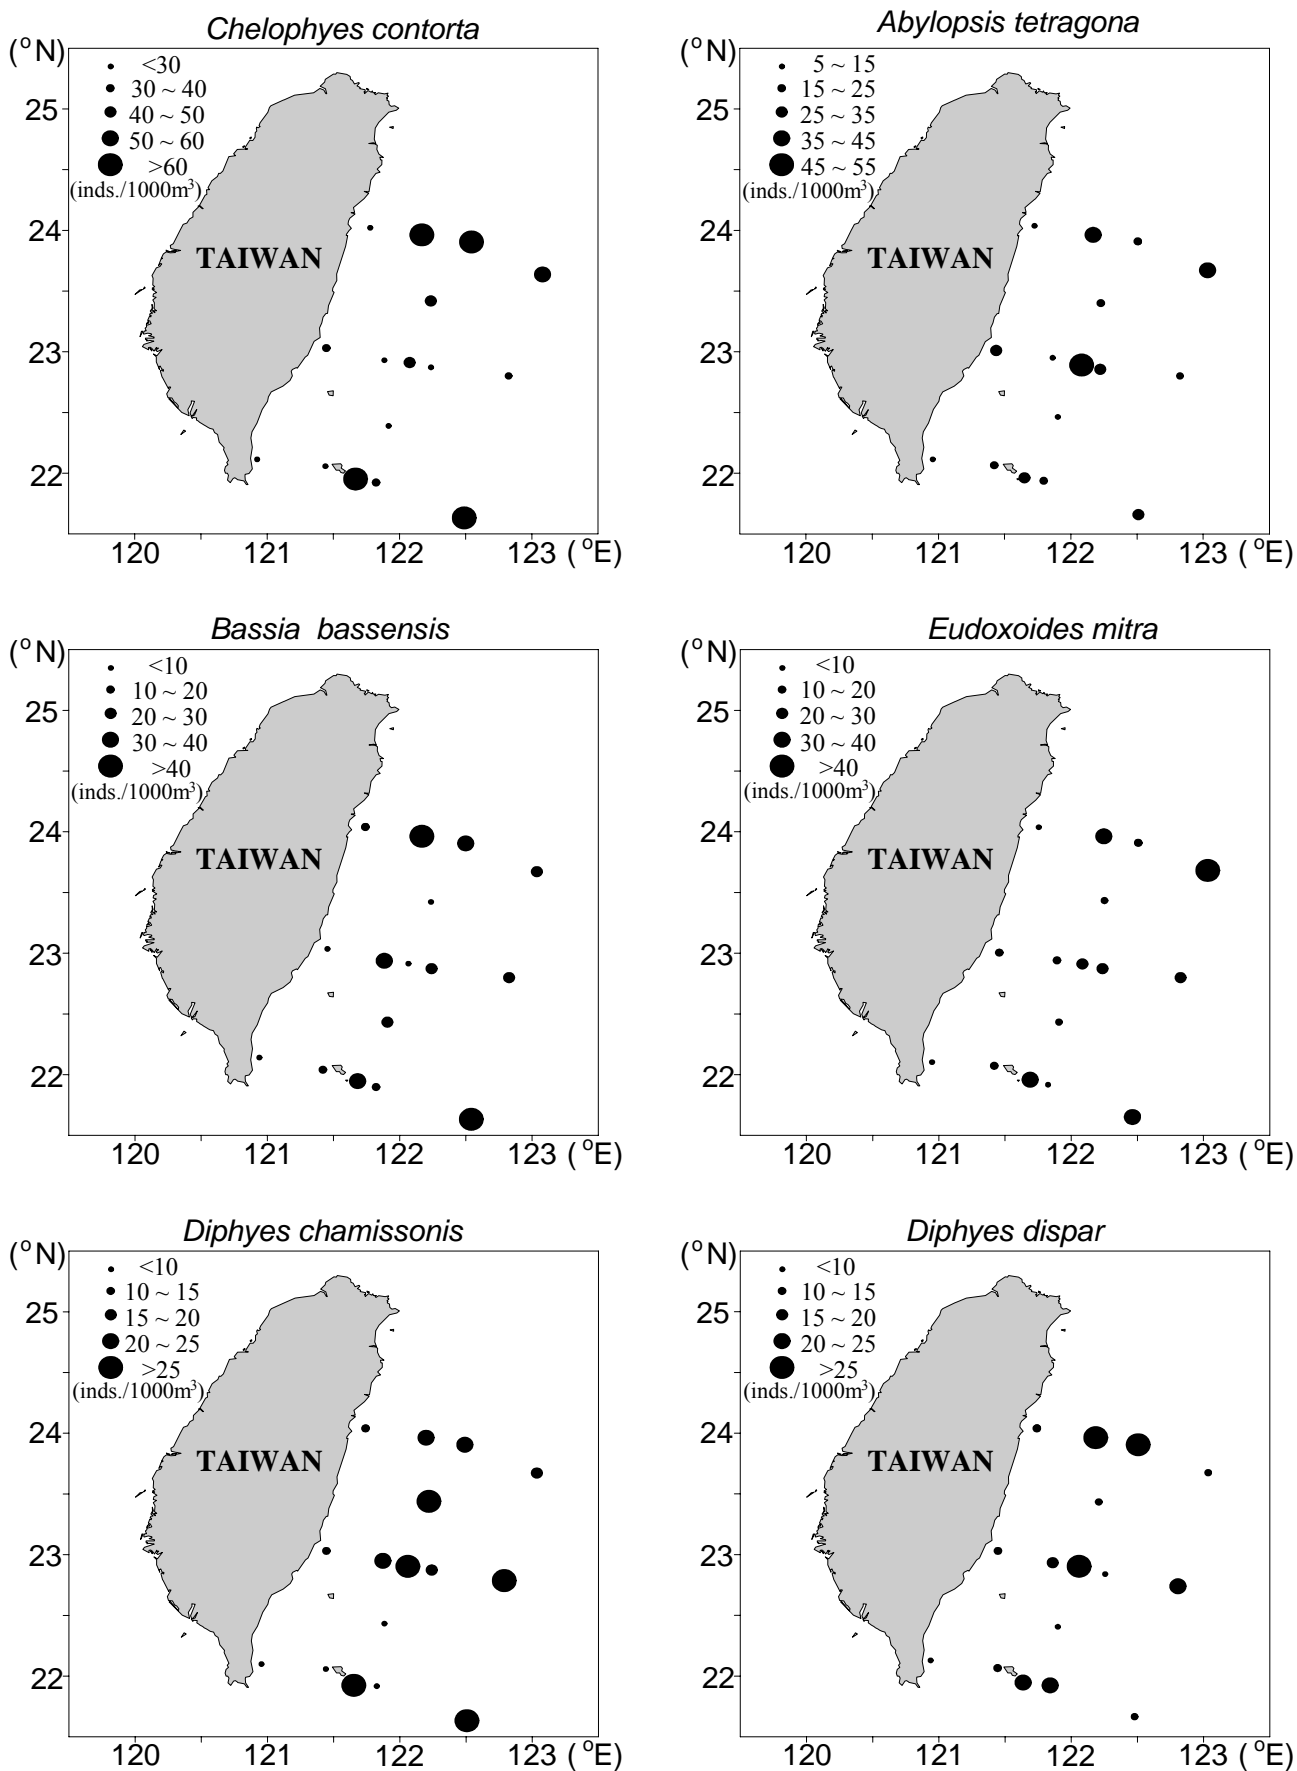 Chelophyes contorta
(°N)
<30
30 ~ 40
40 ~ 50
50 ~ 60
>60
(inds./1000m³)
25
24
23
22
TAIWAN
120 121 122 123 (°E)
Abylopsis tetragona
(°N)
5 ~ 15
15 ~ 25
25 ~ 35
35 ~ 45
45 ~ 55
(inds./1000m³)
25
24
23
22
TAIWAN
120 121 122 123 (°E)
Bassia bassensis
(°N)
<10
10 ~ 20
20 ~ 30
30 ~ 40
>40
(inds./1000m³)
25
24
23
22
TAIWAN
120 121 122 123 (°E)
Eudoxoides mitra
(°N)
<10
10 ~ 20
20 ~ 30
30 ~ 40
>40
(inds./1000m³)
25
24
23
22
TAIWAN
120 121 122 123 (°E)
Diphyes chamissonis
(°N)
<10
10 ~ 15
15 ~ 20
20 ~ 25
>25
(inds./1000m³)
25
24
23
22
TAIWAN
120 121 122 123 (°E)
Diphyes dispar
(°N)
<10
10 ~ 15
15 ~ 20
20 ~ 25
>25
(inds./1000m³)
25
24
23
22
TAIWAN
120 121 122 123 (°E)